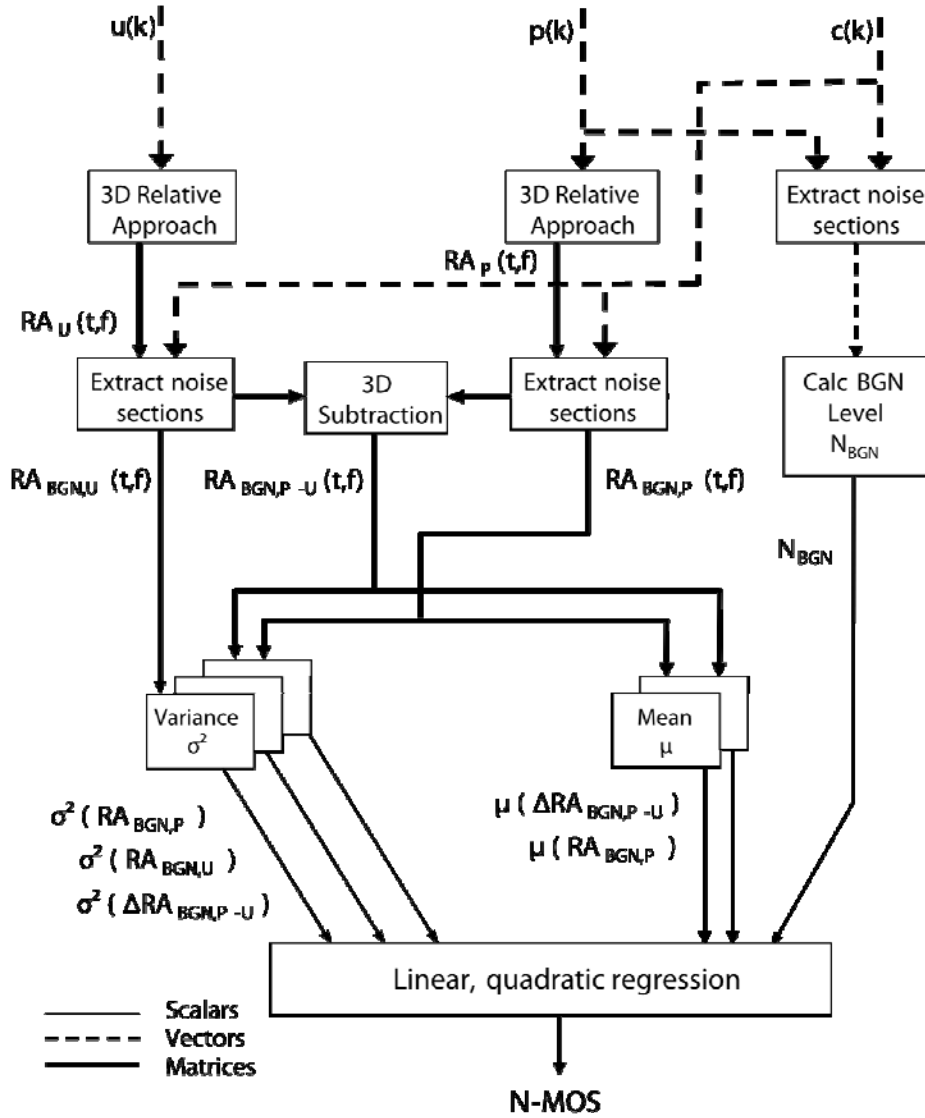 u(k)
p(k)
c(k)
3D Relative
Approach
3D Relative
Approach
Extract noise
sections
RA P (t,f)
RA U (t,f)
Extract noise
sections
3D
Subtraction
Extract noise
sections
Calc BGN
Level
N BGN
RA BGN,U (t,f)
RA BGN,P -U (t,f)
RA BGN,P (t,f)
N BGN
Variance
σ²
Mean
μ
σ² ( RA BGN,P )
σ² ( RA BGN,U )
σ² ( ΔRA BGN,P -U )
μ ( ΔRA BGN,P -U )
μ ( RA BGN,P )
Linear, quadratic regression
Scalars
Vectors
Matrices
N-MOS